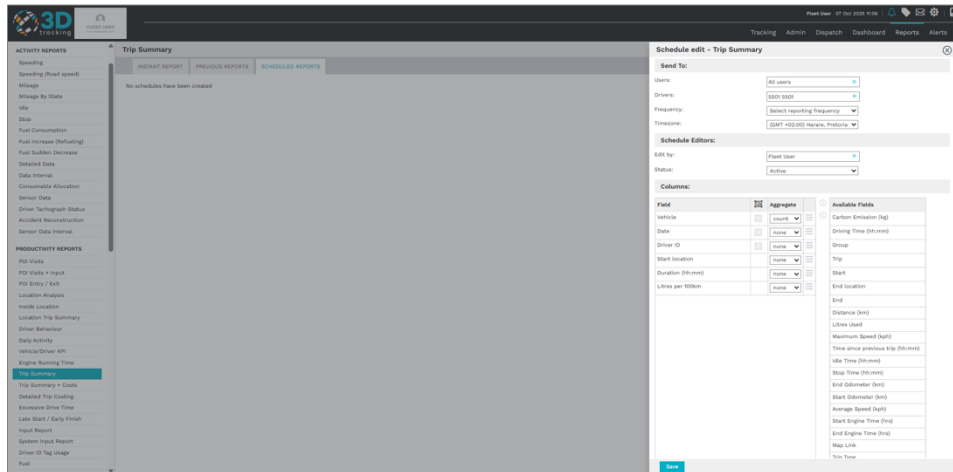 3D
tracking
CLIENT LOGO
Fleet User 07 Oct 2025 11:08
Tracking Admin Dispatch Dashboard Reports Alerts
ACTIVITY REPORTS
Speeding
Speeding (Road speed)
Mileage
Mileage By State
Idle
Stop
Fuel Consumption
Fuel Increase (Refueling)
Fuel Sudden Decrease
Detailed Data
Data Interval
Consumable Allocation
Sensor Data
Driver Tachograph Status
Accident Reconstruction
Sensor Data Interval
PRODUCTIVITY REPORTS
POI Visits
POI Visits + Input
POI Entry / Exit
Location Analysis
Inside Location
Location Trip Summary
Driver Behaviour
Daily Activity
Vehicle/Driver KPI
Engine Running Time
Trip Summary
Trip Summary + Costs
Detailed Trip Costing
Excessive Drive Time
Late Start / Early Finish
Input Report
System Input Report
Driver ID Tag Usage
Fuel
Trip Summary
INSTANT REPORT PREVIOUS REPORTS SCHEDULED REPORTS
No schedules have been created
Schedule edit - Trip Summary
Send To:
Users: All users
Drivers: 5501 5501
Frequency: Select reporting frequency
Timezone: (GMT +02:00) Harare, Pretoria
Schedule Editors:
Edit by: Fleet User
Status: Active
Columns:
Field Aggregate
Vehicle count
Date none
Driver ID none
Start location none
Duration (hh:mm) none
Litres per 100km none
Available Fields
Carbon Emission (kg)
Driving Time (hh:mm)
Group
Trip
Start
End location
End
Distance (km)
Litres Used
Maximum Speed (kph)
Time since previous trip (hh:mm)
Idle Time (hh:mm)
Stop Time (hh:mm)
End Odometer (km)
Start Odometer (km)
Average Speed (kph)
Start Engine Time (hrs)
End Engine Time (hrs)
Map Link
Trip Type
Save